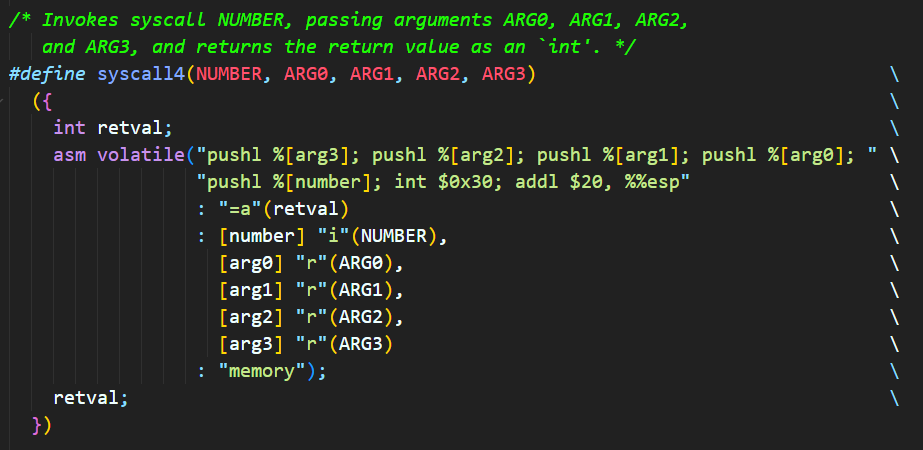 /* Invokes syscall NUMBER, passing arguments ARG0, ARG1, ARG2,
   and ARG3, and returns the return value as an `int'. */
#define syscall4(NUMBER, ARG0, ARG1, ARG2, ARG3)                                \
  ({                                                                            \
    int retval;                                                                 \
    asm volatile("pushl %[arg3]; pushl %[arg2]; pushl %[arg1]; pushl %[arg0]; " \
                 "pushl %[number]; int $0x30; addl $20, %%esp"                  \
                 : "=a"(retval)                                                 \
                 : [number] "i"(NUMBER),                                        \
                   [arg0] "r"(ARG0),                                            \
                   [arg1] "r"(ARG1),                                            \
                   [arg2] "r"(ARG2),                                            \
                   [arg3] "r"(ARG3)                                             \
                 : "memory");                                                   \
    retval;                                                                     \
  })